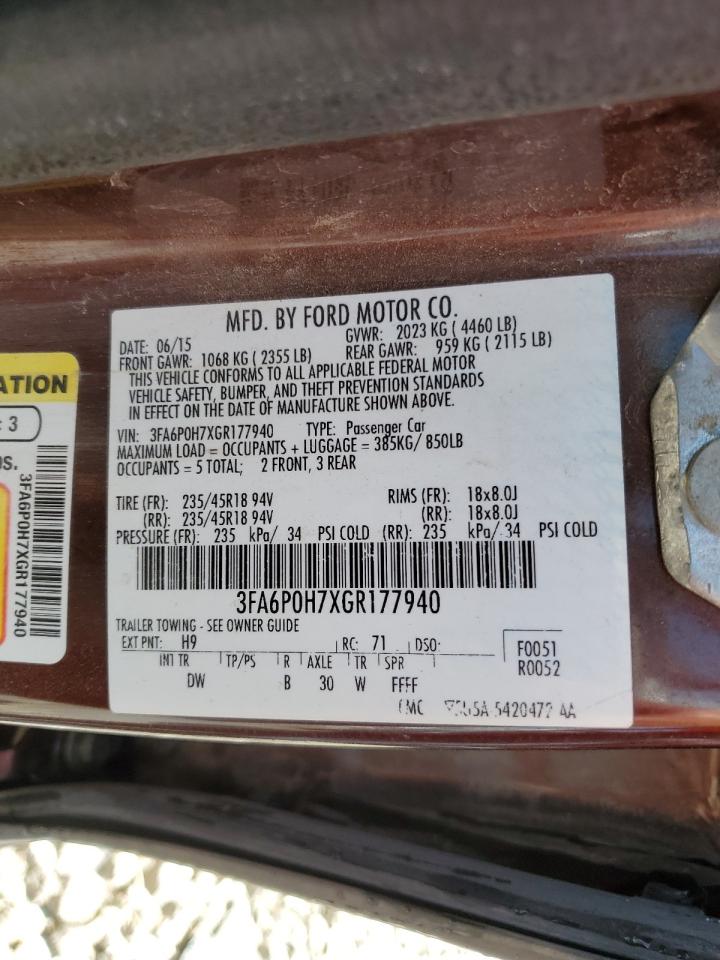 MFD. BY FORD MOTOR CO.
DATE: 06/15 GVWR: 2023 KG ( 4460 LB)
FRONT GAWR: 1068 KG ( 2355 LB) REAR GAWR: 959 KG ( 2115 LB)
THIS VEHICLE CONFORMS TO ALL APPLICABLE FEDERAL MOTOR
VEHICLE SAFETY, BUMPER, AND THEFT PREVENTION STANDARDS
IN EFFECT ON THE DATE OF MANUFACTURE SHOWN ABOVE.
VIN: 3FA6P0H7XGR177940 TYPE: Passenger Car
MAXIMUM LOAD = OCCUPANTS + LUGGAGE = 385KG/ 850LB
OCCUPANTS = 5 TOTAL; 2 FRONT, 3 REAR
TIRE (FR): 235/45R18 94V RIMS (FR): 18x8.0J
(RR): 235/45R18 94V (RR): 18x8.0J
PRESSURE (FR): 235 kPa/ 34 PSI COLD (RR): 235 kPa/ 34 PSI COLD
3FA6P0H7XGR177940
TRAILER TOWING - SEE OWNER GUIDE
EXT PNT: H9 RC: 71 DSO: F0051
INT TR TP/PS R AXLE TR SPR R0052
DW B 30 W FFFF
5420472 AA
ATION
: 3
OS.
3FA6P0H7XGR177940